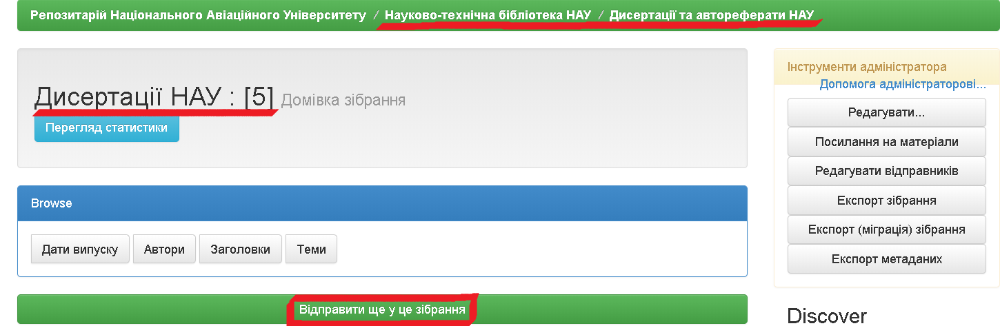 Репозитарій Національного Авіаційного Університету / Науково-технічна бібліотека НАУ / Дисертації та автореферати НАУ
Дисертації НАУ : [5] Домівка зібрання
Перегляд статистики
Browse
Дати випуску Автори Заголовки Теми
Відправити ще у це зібрання
Інструменти адміністратора
Допомога адміністраторові...
Редагувати...
Посилання на матеріали
Редагувати відправників
Експорт зібрання
Експорт (міграція) зібрання
Експорт метаданих
Discover